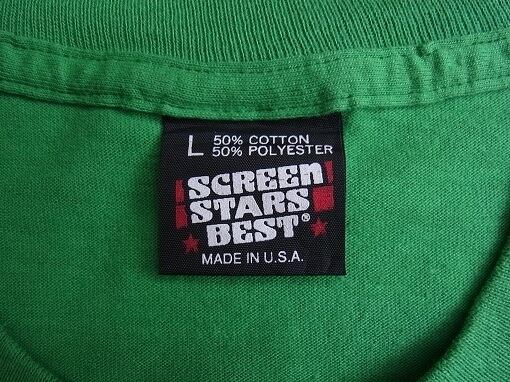 L 50% COTTON
50% POLYESTER
SCREEN
STARS
BEST®
MADE IN U.S.A.